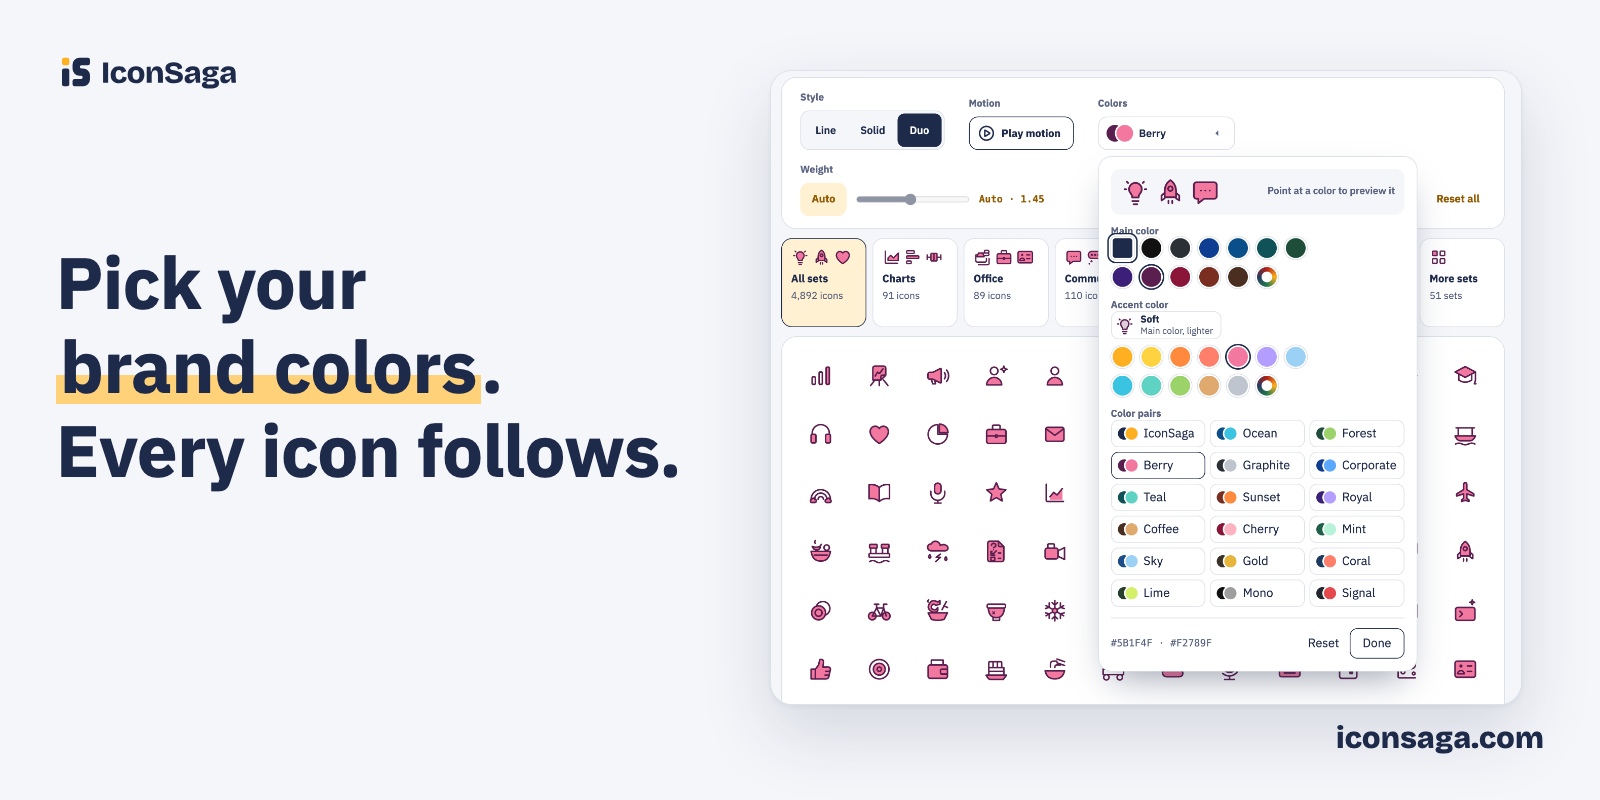 IconSaga
Pick your
brand colors.
Every icon follows.
Style
Line Solid Duo
Motion
Play motion
Colors
Berry
Weight
Auto
Auto · 1.45
Reset all
Point at a color to preview it
Main color
Accent color
Soft
Main color, lighter
Color pairs
IconSaga Ocean Forest
Berry Graphite Corporate
Teal Sunset Royal
Coffee Cherry Mint
Sky Gold Coral
Lime Mono Signal
#5B1F4F · #F2789F
Reset Done
All sets
4,892 icons
Charts
91 icons
Office
89 icons
Comm
110 ico
More sets
51 sets
iconsaga.com